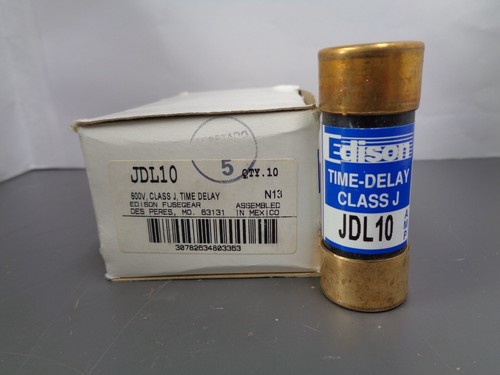 5
JDL10 QTY.10
600V, CLASS J, TIME DELAY N13
EDISON FUSEGEAR ASSEMBLED
DES PERES, MO. 63131 IN MEXICO
30782634803363
Edison
TIME-DELAY
CLASS J
JDL10
AMP